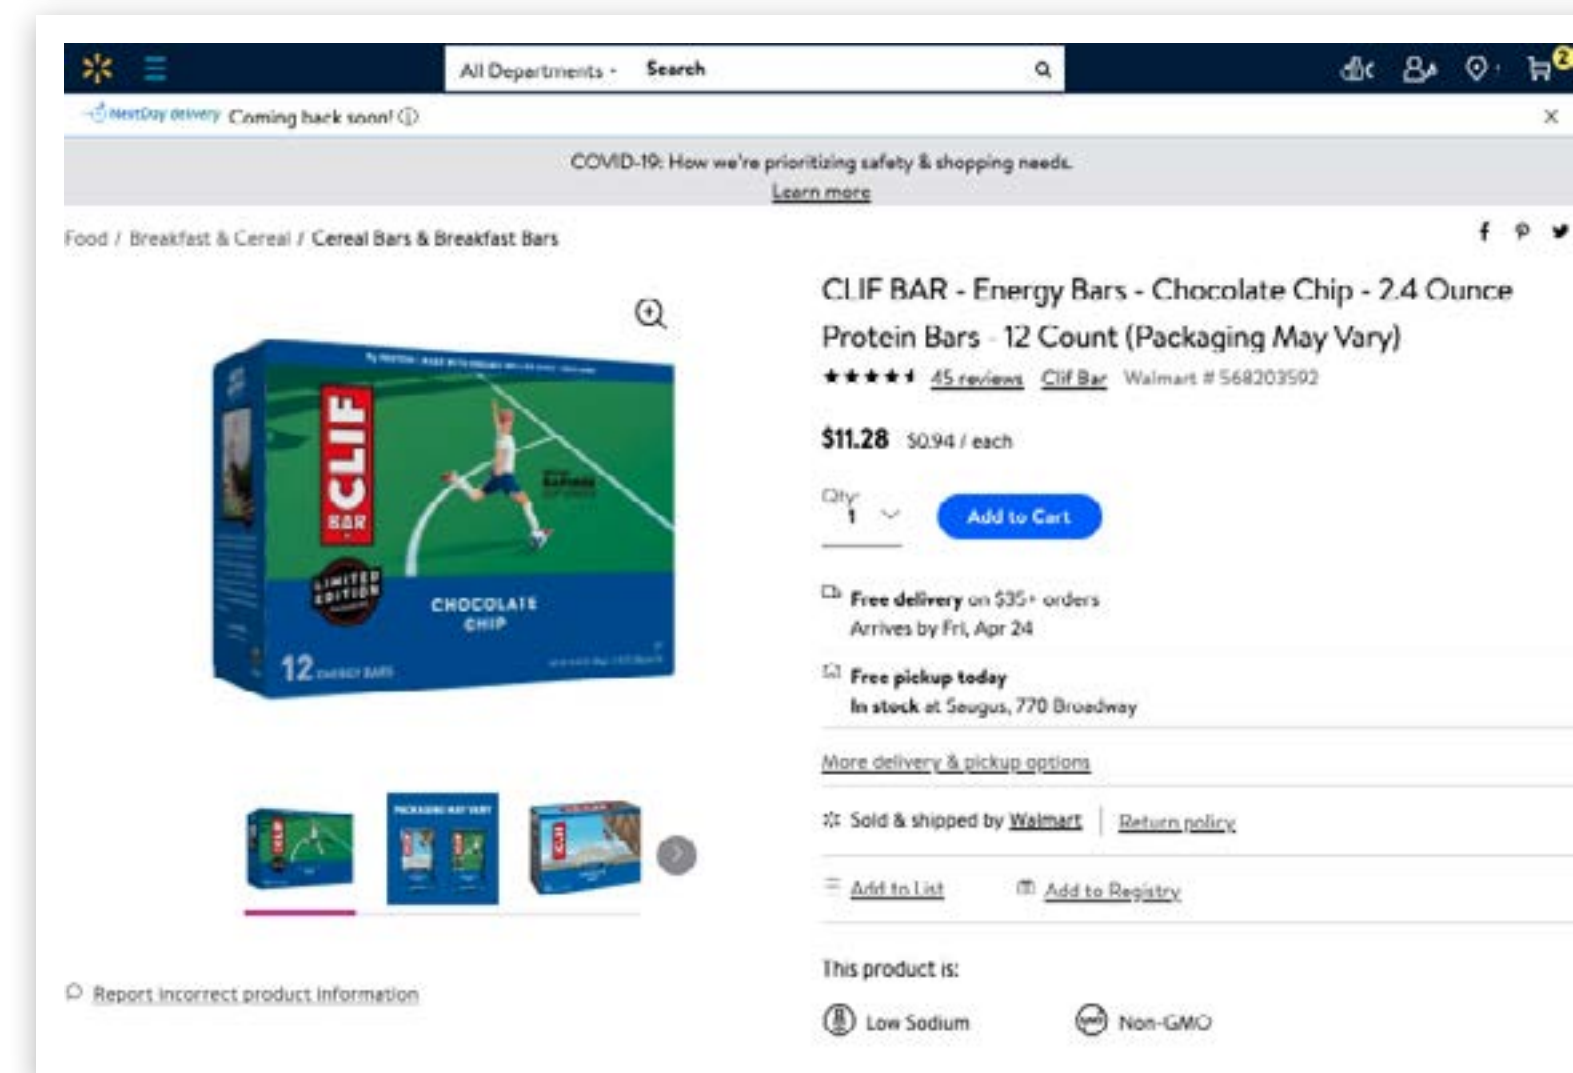 All Departments
Search
2
NextDay delivery Coming back soon!
COVID-19: How we're prioritizing safety & shopping needs.
Learn more
Food / Breakfast & Cereal / Cereal Bars & Breakfast Bars
CLIF BAR - Energy Bars - Chocolate Chip - 2.4 Ounce
Protein Bars - 12 Count (Packaging May Vary)
45 reviews Clif Bar Walmart # 568203592
$11.28 $0.94 / each
Qty:
1
Add to Cart
Free delivery on $35+ orders
Arrives by Fri, Apr 24
Free pickup today
In stock at Saugus, 770 Broadway
More delivery & pickup options
Sold & shipped by Walmart Return policy
Add to List Add to Registry
This product is:
Low Sodium Non-GMO
CLIF
BAR
LIMITED
EDITION
CHOCOLATE
CHIP
12 ENERGY BARS
CLIF
PACKAGING MAY VARY
CLIF
Report incorrect product information